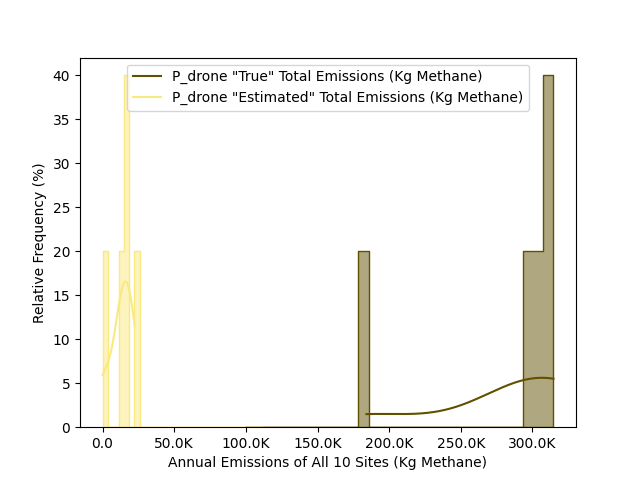 P_drone "True" Total Emissions (Kg Methane)
P_drone "Estimated" Total Emissions (Kg Methane)
40
35
30
25
20
15
10
5
0
Relative Frequency (%)
0.0 50.0K 100.0K 150.0K 200.0K 250.0K 300.0K
Annual Emissions of All 10 Sites (Kg Methane)